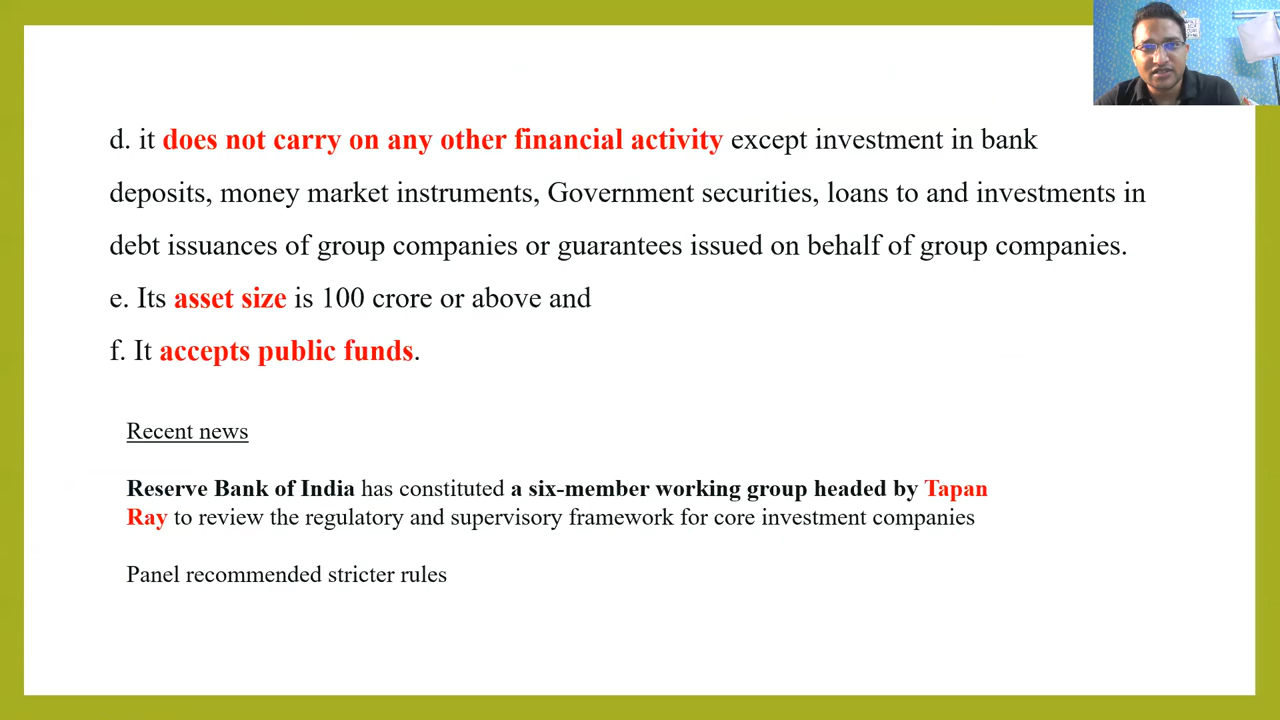 d. it does not carry on any other financial activity except investment in bank
deposits, money market instruments, Government securities, loans to and investments in
debt issuances of group companies or guarantees issued on behalf of group companies.
e. Its asset size is 100 crore or above and
f. It accepts public funds.
Recent news
Reserve Bank of India has constituted a six-member working group headed by Tapan
Ray to review the regulatory and supervisory framework for core investment companies
Panel recommended stricter rules